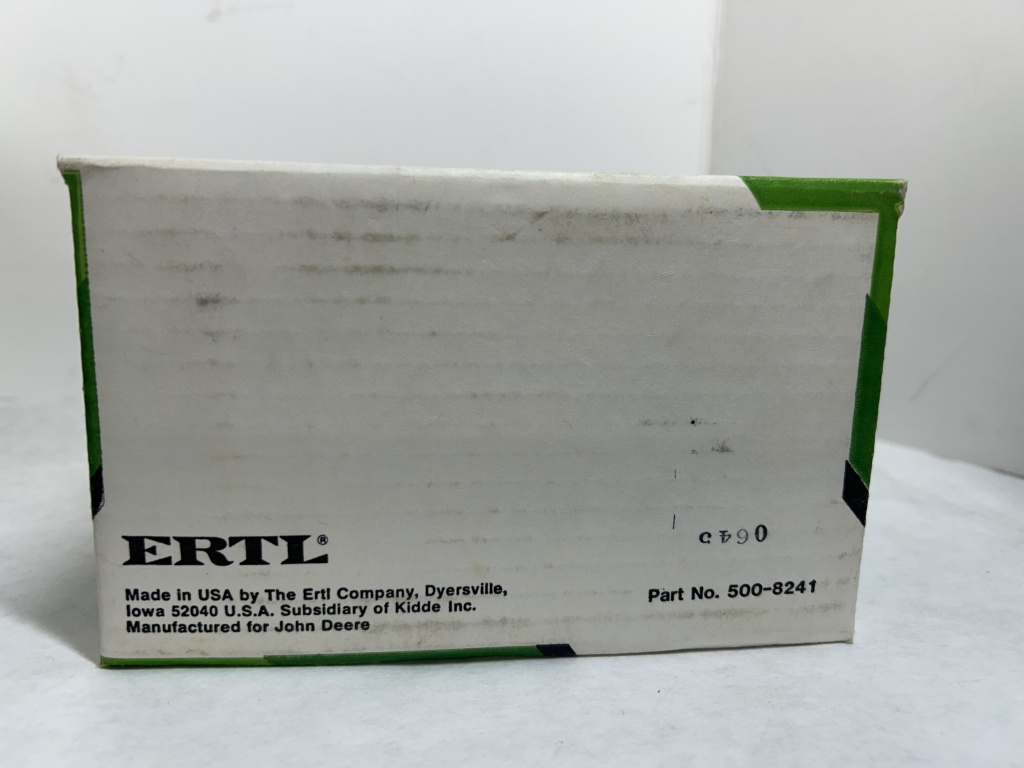 ERTL®
Made in USA by The Ertl Company, Dyersville,
Iowa 52040 U.S.A. Subsidiary of Kidde Inc.
Manufactured for John Deere
Part No. 500-8241